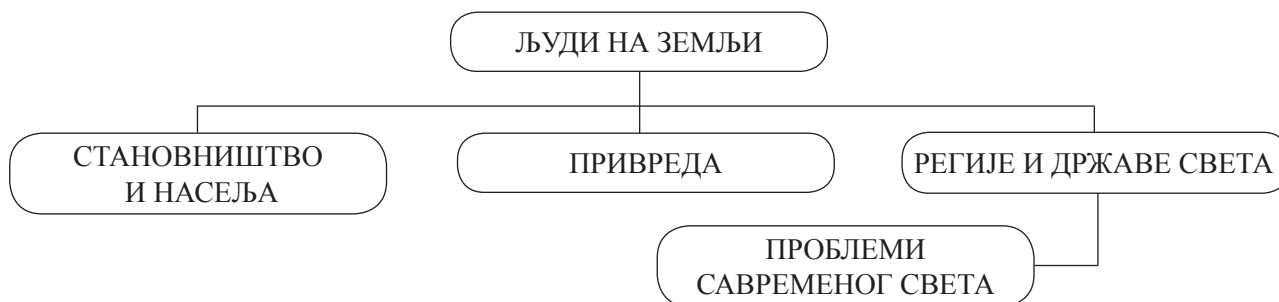 ЉУДИ НА ЗЕМЉИ
СТАНОВНИШТВО
И НАСЕЉА
ПРИВРЕДА
РЕГИЈЕ И ДРЖАВЕ СВЕТА
ПРОБЛЕМИ
САВРЕМЕНОГ СВЕТА